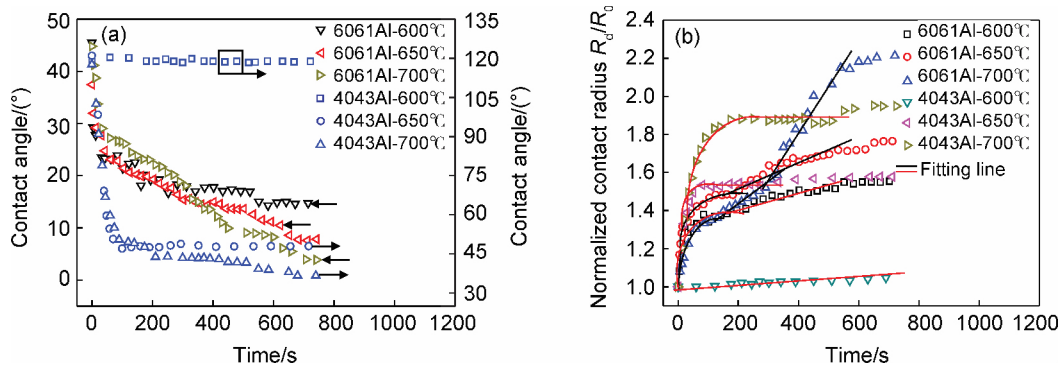 (a)
50
40
30
20
10
0
Contact angle/(°)
135
120
105
90
75
60
45
30
Contact angle/(°)
6061Al-600℃
6061Al-650℃
6061Al-700℃
4043Al-600℃
4043Al-650℃
4043Al-700℃
0 200 400 600 800 1000 1200
Time/s
(b)
2.4
2.2
2.0
1.8
1.6
1.4
1.2
1.0
Normalized contact radius Rd/R0
6061Al-600℃
6061Al-650℃
6061Al-700℃
4043Al-600℃
4043Al-650℃
4043Al-700℃
Fitting line
0 200 400 600 800 1000 1200
Time/s